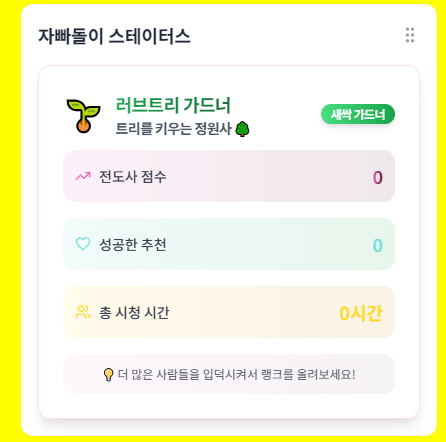 자빠돌이 스테이터스
러브트리 가드너
새싹 가드너
트리를 키우는 정원사
전도사 점수
0
성공한 추천
0
총 시청 시간
0시간
더 많은 사람들을 입덕시켜서 랭크를 올려보세요!